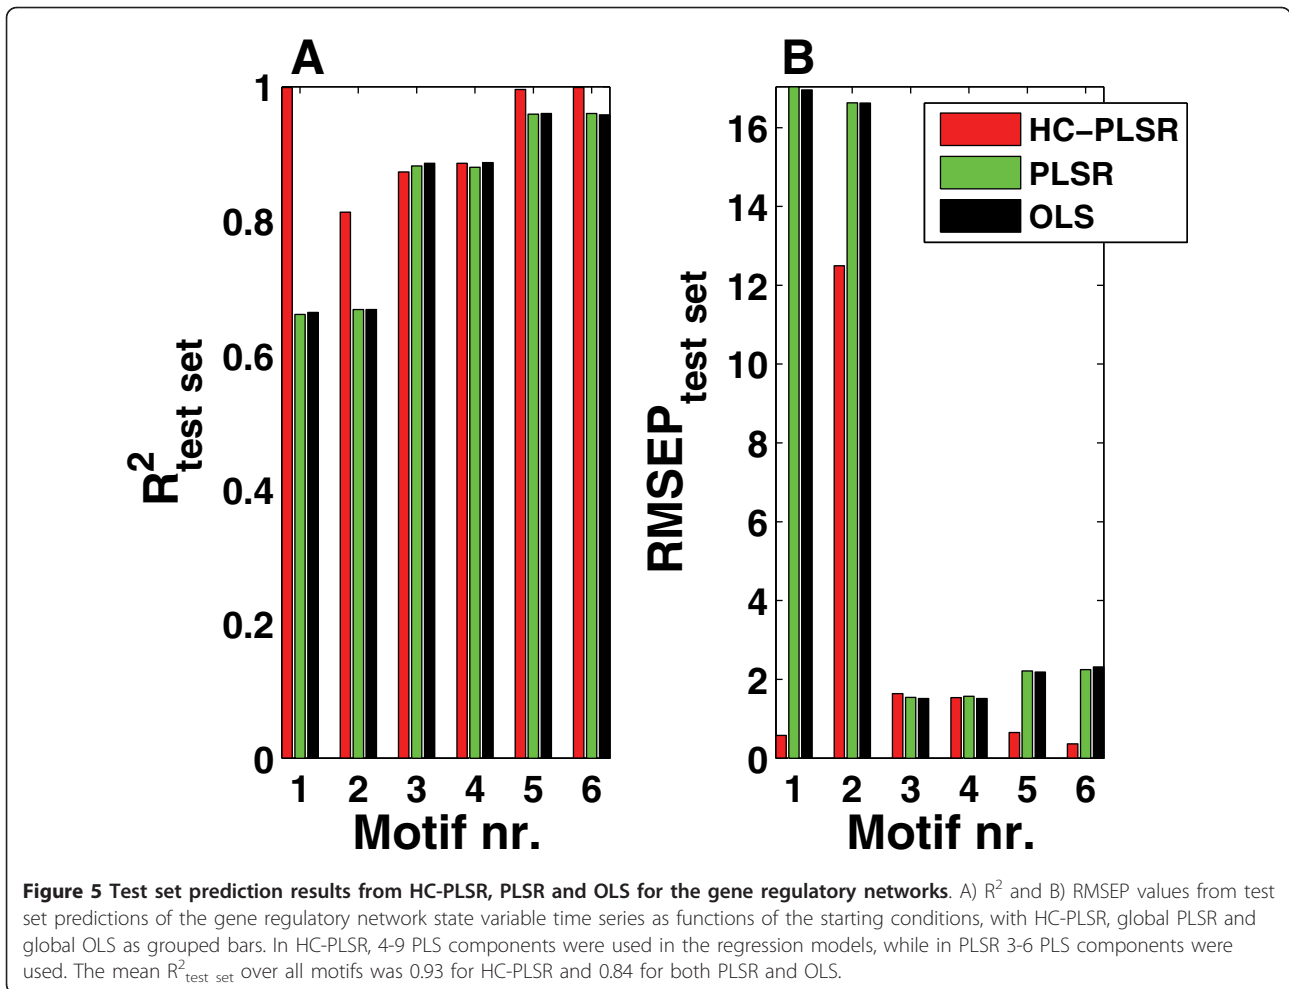 A
1
0.8
0.6
0.4
0.2
0
R²test set
1 2 3 4 5 6
Motif nr.
B
16
14
12
10
8
6
4
2
0
RMSEPtest set
1 2 3 4 5 6
Motif nr.
HC-PLSR
PLSR
OLS
Figure 5 Test set prediction results from HC-PLSR, PLSR and OLS for the gene regulatory networks. A) R² and B) RMSEP values from test
set predictions of the gene regulatory network state variable time series as functions of the starting conditions, with HC-PLSR, global PLSR and
global OLS as grouped bars. In HC-PLSR, 4-9 PLS components were used in the regression models, while in PLSR 3-6 PLS components were
used. The mean R²test set over all motifs was 0.93 for HC-PLSR and 0.84 for both PLSR and OLS.